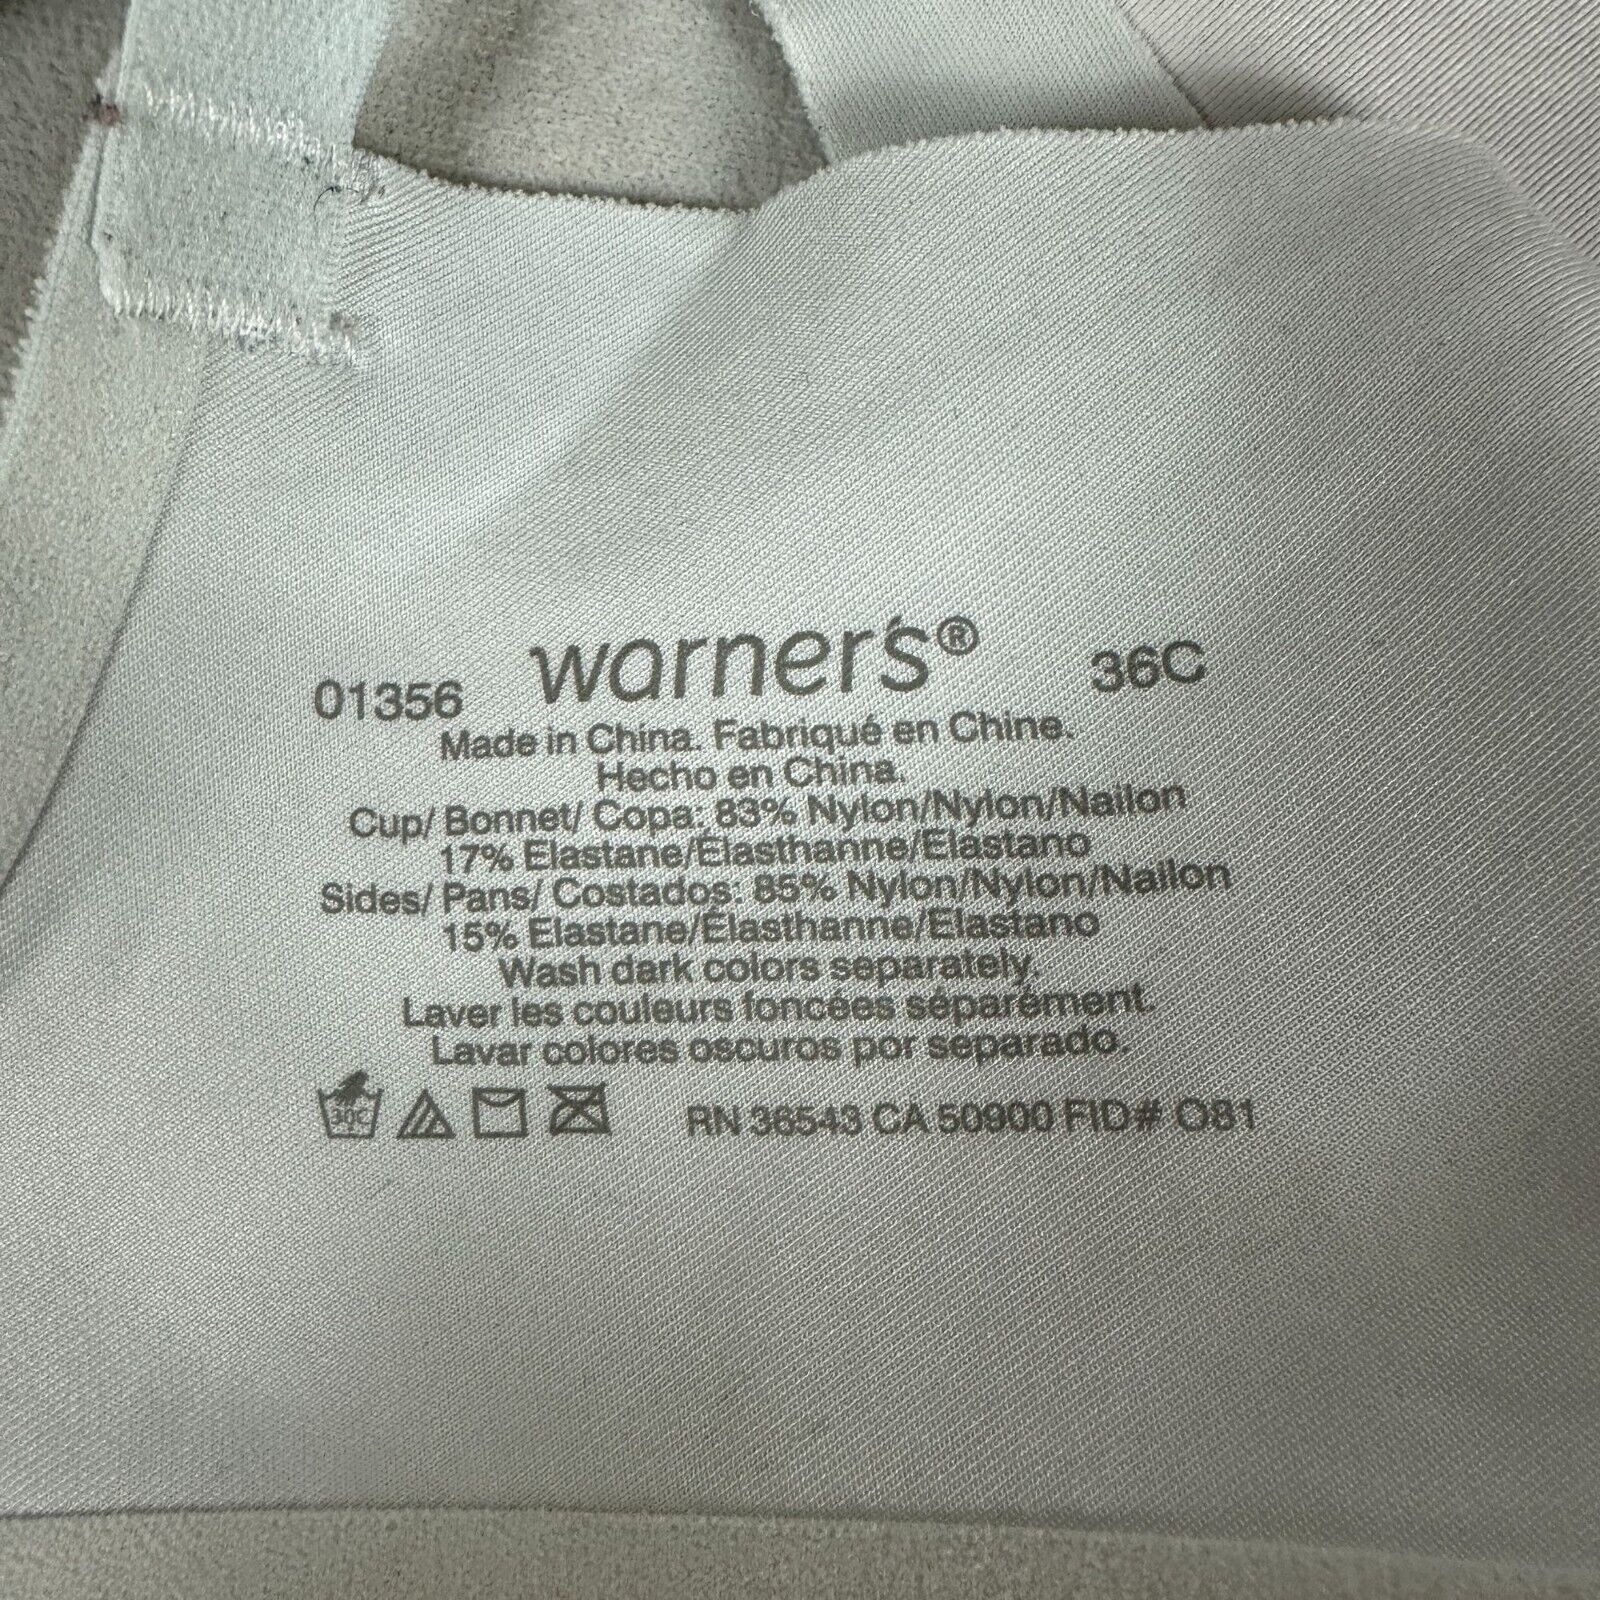 01356 warner's® 36C
Made in China. Fabriqué en Chine.
Hecho en China.
Cup/ Bonnet/ Copa: 83% Nylon/Nylon/Nailon
17% Elastane/Élasthanne/Elastano
Sides/ Pans/ Costados: 85% Nylon/Nylon/Nailon
15% Elastane/Élasthanne/Elastano
Wash dark colors separately.
Laver les couleurs foncées séparément.
Lavar colores oscuros por separado.
30C RN 36543 CA 50900 FID# O81